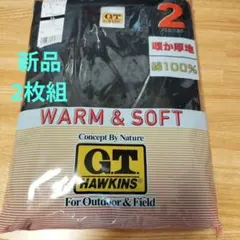 G.T.
HAWKINS
2
新品
2枚組
暖か厚地
綿100%
WARM & SOFT
Concept By Nature
G.T.
HAWKINS
For Outdoor & Field